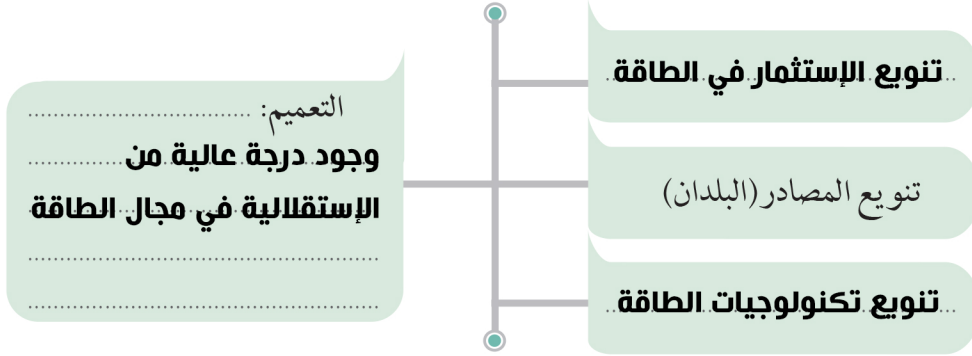 تنويع الإستثمار في الطاقة
تنويع المصادر (البلدان)
تنويع تكنولوجيات الطاقة
التعميم:
وجود درجة عالية من
الإستقلالية في مجال الطاقة